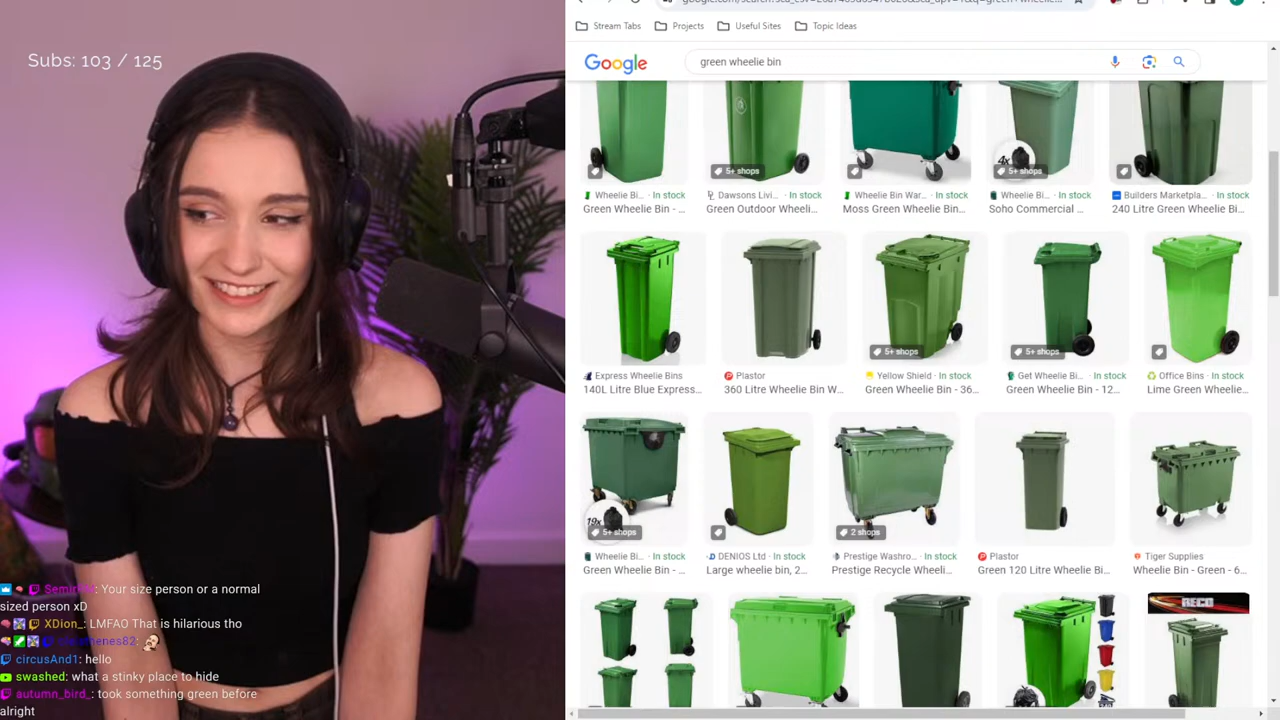 Subs: 103 / 125
Stream Tabs
Projects
Useful Sites
Topic Ideas
Google
green wheelie bin
5+ shops
4x
5+ shops
Wheelie Bi... · In stock
Green Wheelie Bin - ...
Dawsons Livi... · In stock
Green Outdoor Wheeli...
Wheelie Bin War... · In stock
Moss Green Wheelie Bin...
Wheelie Bi... · In stock
Soho Commercial ...
Builders Marketpla... · In stock
240 Litre Green Wheelie Bi...
5+ shops
5+ shops
Express Wheelie Bins
140L Litre Blue Express...
Plastor
360 Litre Wheelie Bin W...
Yellow Shield · In stock
Green Wheelie Bin - 36...
Get Wheelie Bi... · In stock
Green Wheelie Bin - 12...
Office Bins · In stock
Lime Green Wheelie...
19x
5+ shops
2 shops
Wheelie Bi... · In stock
Green Wheelie Bin - ...
DENIOS Ltd · In stock
Large wheelie bin, 2...
Prestige Washro... · In stock
Prestige Recycle Wheeli...
Plastor
Green 120 Litre Wheelie Bi...
Tiger Supplies
Wheelie Bin - Green - 6...
Your size person or a normal
sized person xD
XDion_: LMFAO That is hilarious tho
circusAnd1: hello
swashed: what a stinky place to hide
autumn_bird_: took something green before
alright